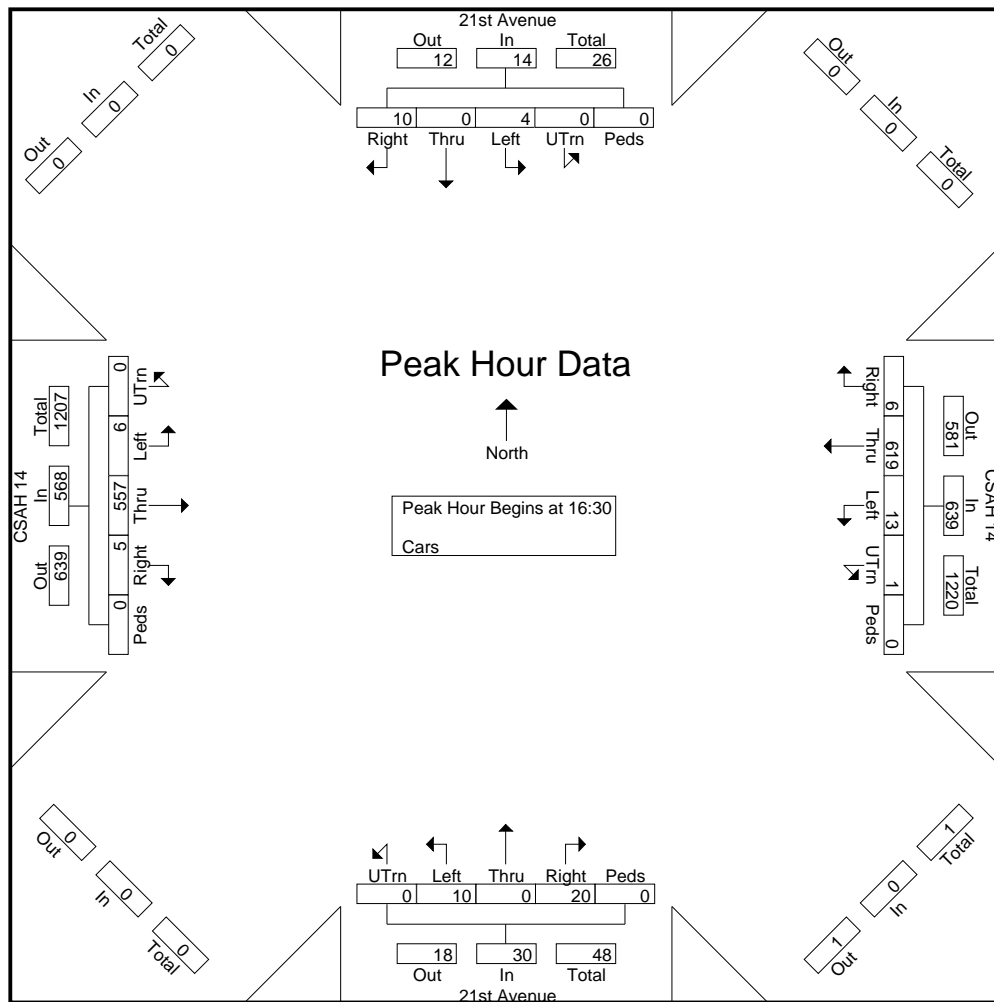 21st Avenue
Out In Total
12 14 26
10 0 4 0 0
Right Thru Left UTrn Peds
Total
0
In
0
Out
0
Out
0
In
0
Total
0
Peak Hour Data
North
Peak Hour Begins at 16:30
Cars
CSAH 14
Total
1207
In
568
Out
639
0 UTrn
6 Left
557 Thru
5 Right
0 Peds
Right 6
Thru 619
Left 13
UTrn 1
Peds 0
Out
581
In
639
Total
1220
CSAH 14
0
Out
0
In
0
Total
1
Total
0
In
1
Out
UTrn Left Thru Right Peds
0 10 0 20 0
18 30 48
Out In Total
21st Avenue